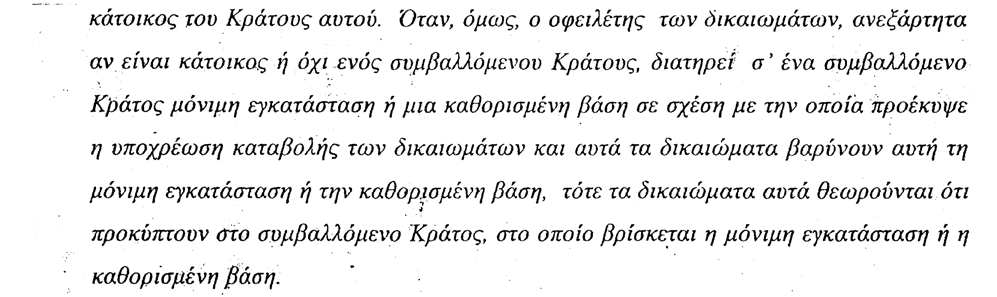 κάτοικος του Κράτους αυτού. Όταν, όμως, ο οφειλέτης των δικαιωμάτων, ανεξάρτητα
αν είναι κάτοικος ή όχι ενός συμβαλλόμενου Κράτους, διατηρεί σ' ένα συμβαλλόμενο
Κράτος μόνιμη εγκατάσταση ή μια καθορισμένη βάση σε σχέση με την οποία προέκυψε
η υποχρέωση καταβολής των δικαιωμάτων και αυτά τα δικαιώματα βαρύνουν αυτή τη
μόνιμη εγκατάσταση ή την καθορισμένη βάση, τότε τα δικαιώματα αυτά θεωρούνται ότι
προκύπτουν στο συμβαλλόμενο Κράτος, στο οποίο βρίσκεται η μόνιμη εγκατάσταση ή η
καθορισμένη βάση.